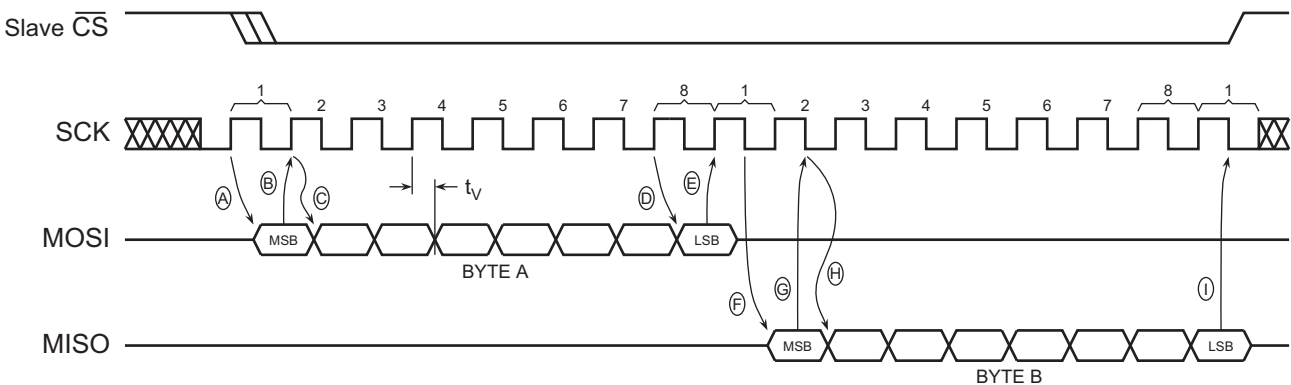 Slave C̅S̅
1 2 3 4 5 6 7 8 1 2 3 4 5 6 7 8 1
SCK
A B C tV D E
MOSI MSB LSB
BYTE A
F G H I
MISO MSB LSB
BYTE B